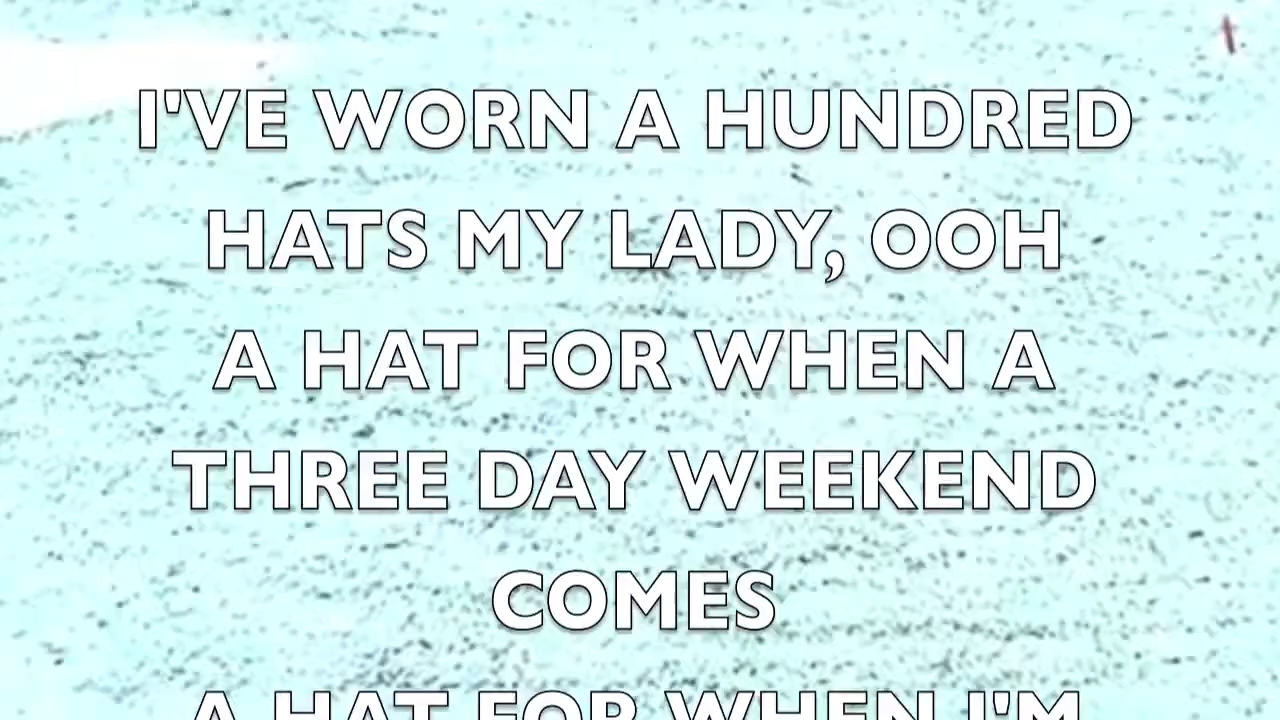 t
I'VE WORN A HUNDRED
HATS MY LADY, OOH
A HAT FOR WHEN A
THREE DAY WEEKEND
COMES
A HAT FOR WHEN I'M